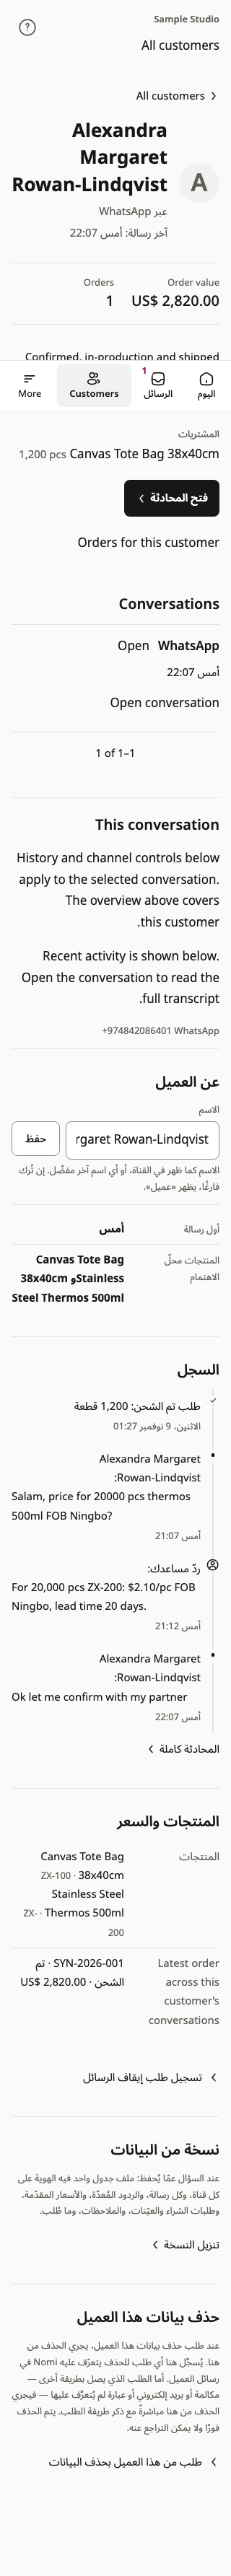 Sample Studio
All customers
All customers
Alexandra
Margaret
Rowan-Lindqvist
A
عبر WhatsApp
آخر رسالة: أمس 22:07
Order value
Orders
US$ 2,820.00
1
Confirmed, in-production and shipped
اليوم
الرسائل
1
Customers
More
المشتريات
Canvas Tote Bag 38x40cm 1,200 pcs
فتح المحادثة
Orders for this customer
Conversations
WhatsApp Open
أمس 22:07
Open conversation
1–1 of 1
This conversation
History and channel controls below
apply to the selected conversation.
The overview above covers
this customer.
Recent activity is shown below.
Open the conversation to read the
full transcript.
WhatsApp +974842086401
عن العميل
الاسم
rgaret Rowan-Lindqvist
حفظ
الاسم كما ظهر في القناة، أو أي اسم آخر مفضّل. إن تُرك
فارغًا، يظهر «عميل».
أول رسالة
أمس
المنتجات محلّ
الاهتمام
Canvas Tote Bag
38x40cm وStainless
Steel Thermos 500ml
السجل
طلب تم الشحن: 1,200 قطعة
الاثنين، 9 نوفمبر 01:27
Alexandra Margaret
Rowan-Lindqvist:
Salam, price for 20000 pcs thermos
500ml FOB Ningbo?
أمس 21:07
ردّ مساعدك:
For 20,000 pcs ZX-200: $2.10/pc FOB
Ningbo, lead time 20 days.
أمس 21:12
Alexandra Margaret
Rowan-Lindqvist:
Ok let me confirm with my partner
أمس 22:07
المحادثة كاملة
المنتجات والسعر
المنتجات
Canvas Tote Bag
38x40cm · ZX-100
Stainless Steel
Thermos 500ml · ZX-
200
Latest order
across this
customer's
conversations
SYN-2026-001 · تم
الشحن · US$ 2,820.00
تسجيل طلب إيقاف الرسائل
نسخة من البيانات
عند السؤال عمّا يُحفظ: ملف جدول واحد فيه الهوية على
كل قناة، وكل رسالة، والردود المُعدّة، والأسعار المقدّمة،
وطلبات الشراء والعيّنات، والملاحظات، وما طُلب.
تنزيل النسخة
حذف بيانات هذا العميل
عند طلب حذف بيانات هذا العميل، يجري الحذف من
هنا. يُسجَّل هنا أي طلب للحذف يتعرّف عليه Nomi في
رسائل العميل. أما الطلب الذي يصل بطريقة أخرى —
مكالمة أو بريد إلكتروني أو عبارة لم يُتعرَّف عليها — فيجري
الحذف من هنا مباشرةً مع ذكر طريقة الطلب. يتم الحذف
فورًا ولا يمكن التراجع عنه.
طلب من هذا العميل بحذف البيانات